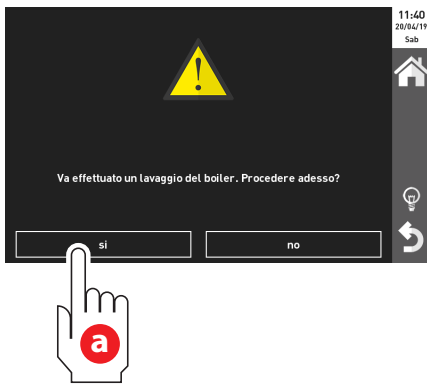 11:40
20/04/19
Sab
Va effettuato un lavaggio del boiler. Procedere adesso?
si
no
a